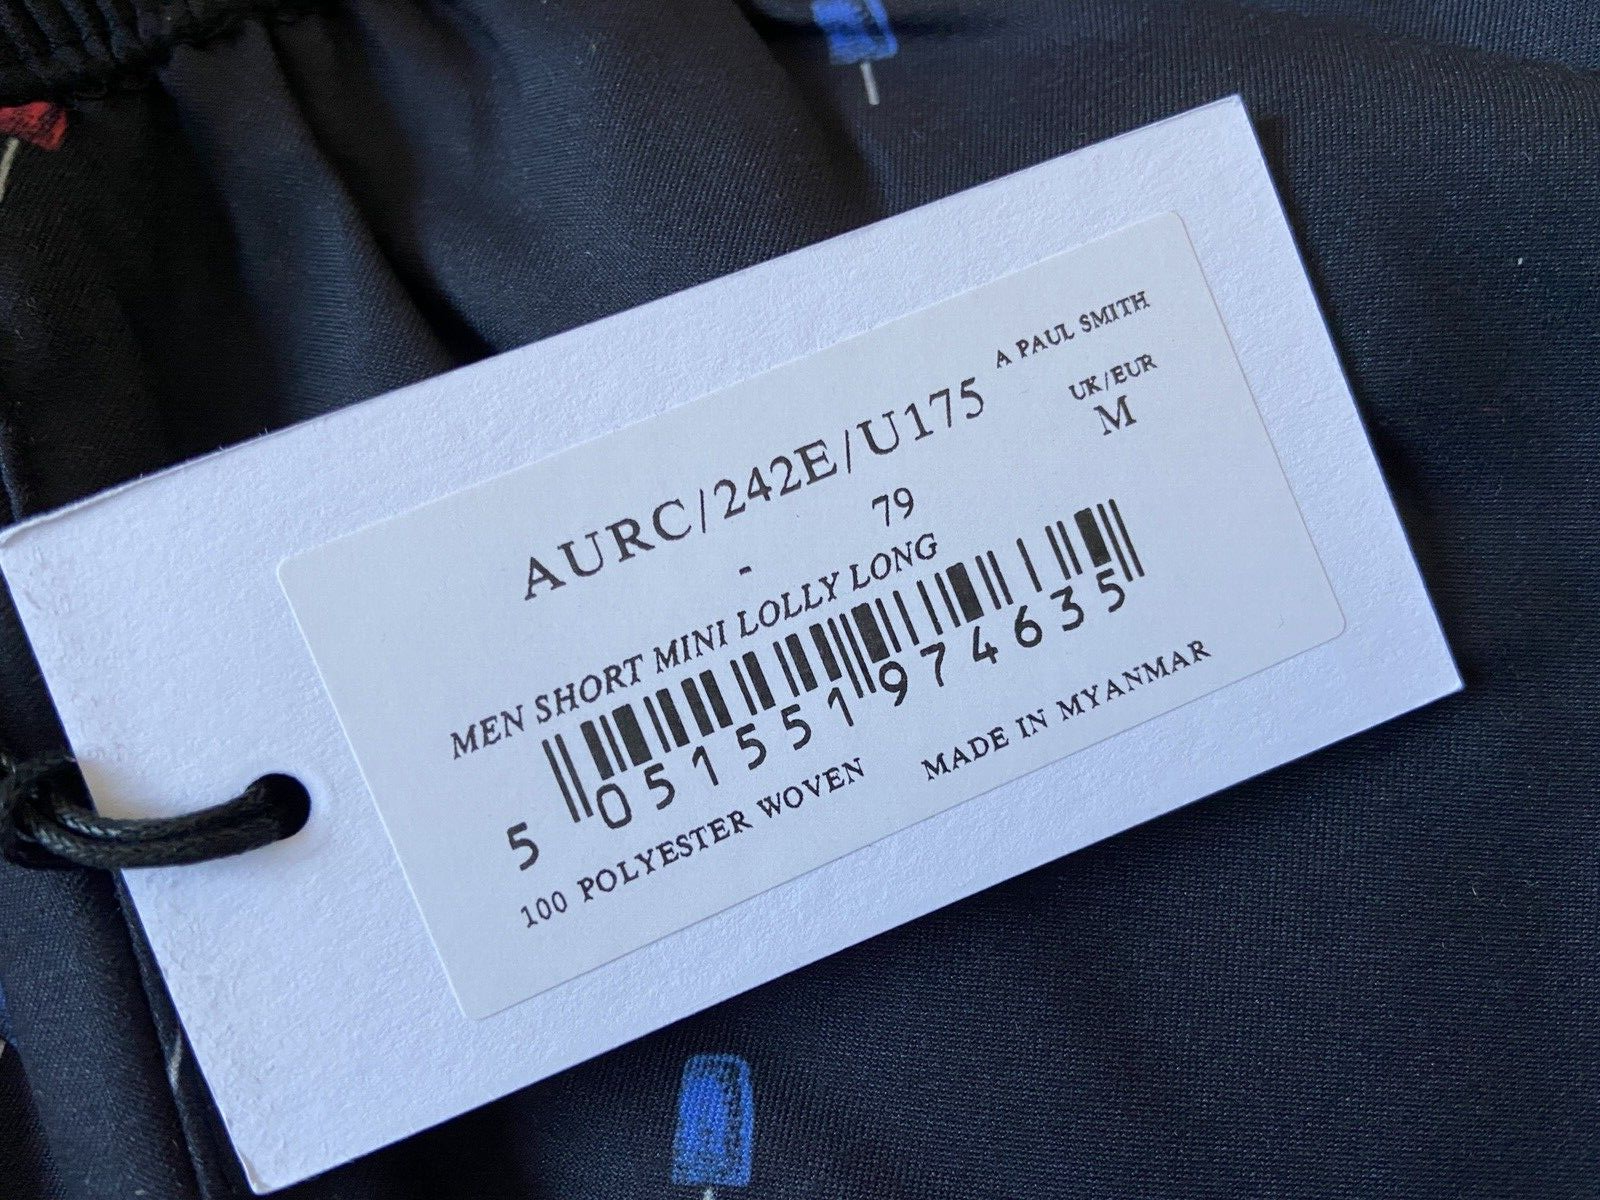 A PAUL SMITH
AURC/242E/U175
UK/EUR
M
- 79
MEN SHORT MINI LOLLY LONG
5 051551 974635
100 POLYESTER WOVEN MADE IN MYANMAR